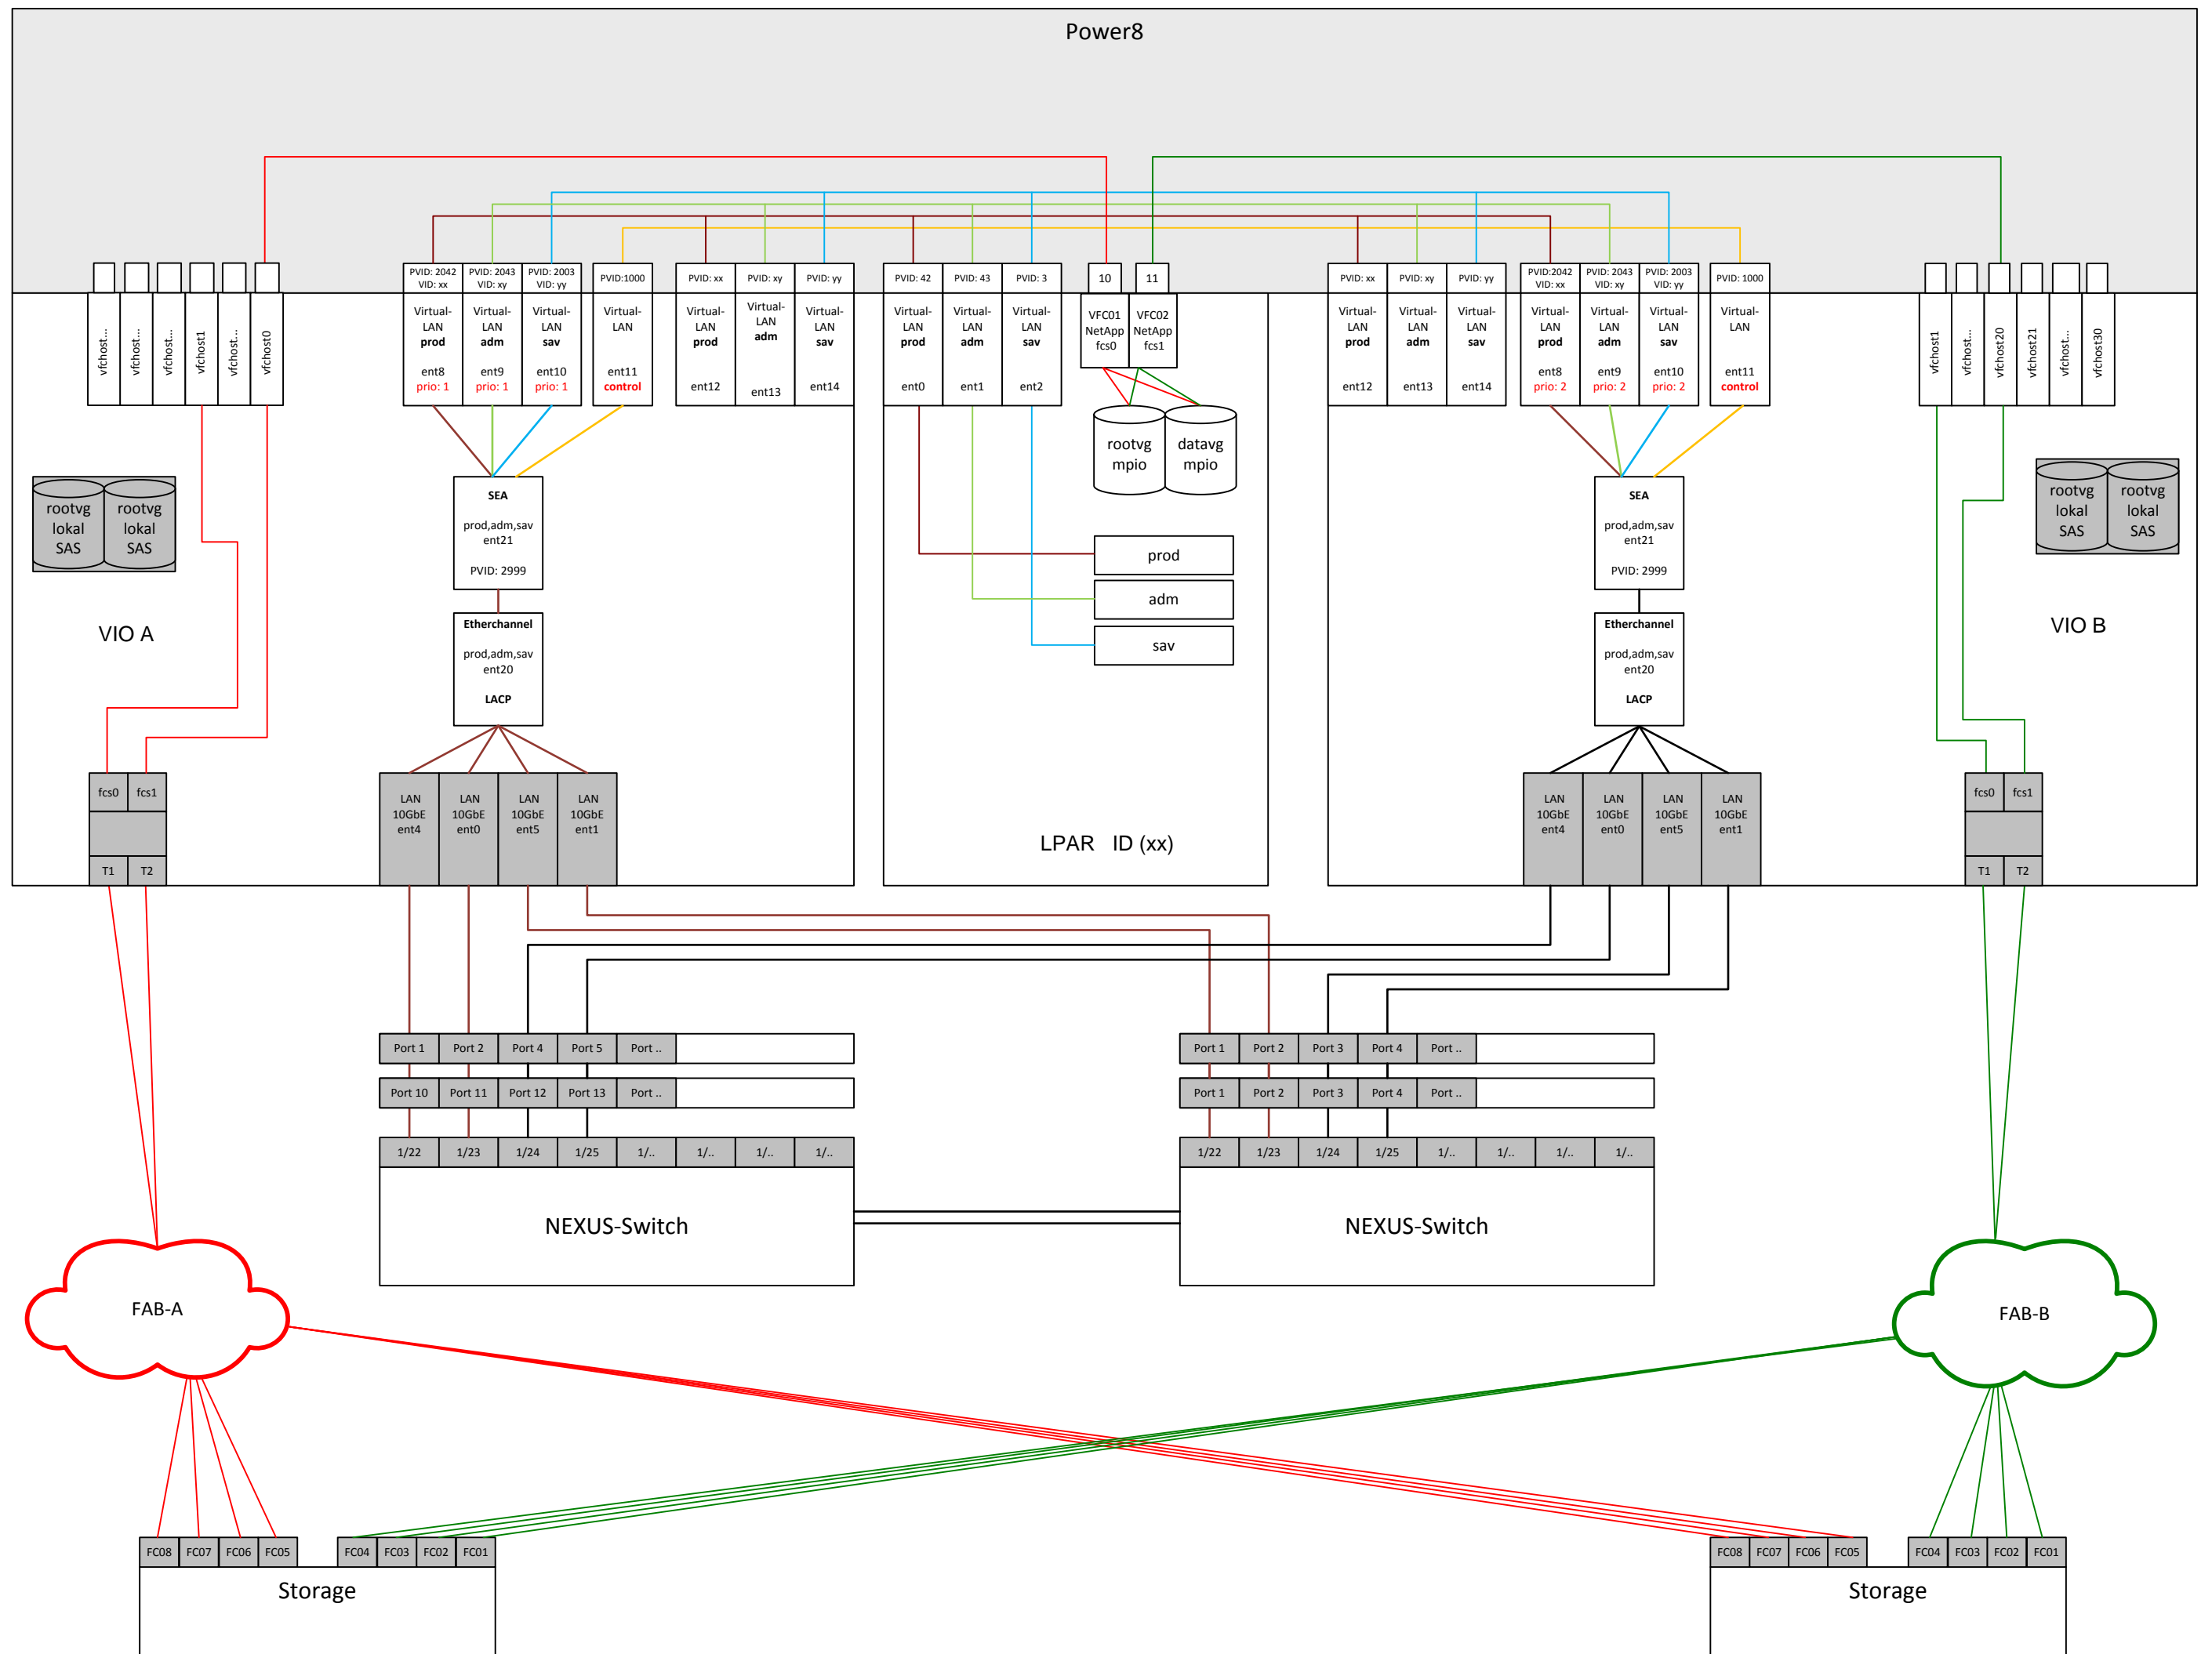 Power8
PVID: 2042
VID: xx
PVID: 2043
VID: xy
PVID: 2003
VID: yy
PVID:1000
PVID: xx
PVID: xy
PVID: yy
PVID: 42
PVID: 43
PVID: 3
10
11
PVID: xx
PVID: xy
PVID: yy
PVID:2042
VID: xx
PVID: 2043
VID: xy
PVID: 2003
VID: yy
PVID: 1000
vfchost...
vfchost...
vfchost...
vfchost1
vfchost...
vfchost0
Virtual-
LAN
prod
ent8
prio: 1
Virtual-
LAN
adm
ent9
prio: 1
Virtual-
LAN
sav
ent10
prio: 1
Virtual-
LAN
ent11
control
Virtual-
LAN
prod
ent12
Virtual-
LAN
adm
ent13
Virtual-
LAN
sav
ent14
Virtual-
LAN
prod
ent0
Virtual-
LAN
adm
ent1
Virtual-
LAN
sav
ent2
VFC01
NetApp
fcs0
VFC02
NetApp
fcs1
Virtual-
LAN
prod
ent12
Virtual-
LAN
adm
ent13
Virtual-
LAN
sav
ent14
Virtual-
LAN
prod
ent8
prio: 2
Virtual-
LAN
adm
ent9
prio: 2
Virtual-
LAN
sav
ent10
prio: 2
Virtual-
LAN
ent11
control
vfchost1
vfchost...
vfchost20
vfchost21
vfchost...
vfchost30
rootvg
lokal
SAS
rootvg
lokal
SAS
SEA
prod,adm,sav
ent21
PVID: 2999
rootvg
mpio
datavg
mpio
SEA
prod,adm,sav
ent21
PVID: 2999
rootvg
lokal
SAS
rootvg
lokal
SAS
prod
adm
sav
VIO A
Etherchannel
prod,adm,sav
ent20
LACP
Etherchannel
prod,adm,sav
ent20
LACP
VIO B
fcs0
fcs1
T1
T2
LAN
10GbE
ent4
LAN
10GbE
ent0
LAN
10GbE
ent5
LAN
10GbE
ent1
LPAR ID (xx)
LAN
10GbE
ent4
LAN
10GbE
ent0
LAN
10GbE
ent5
LAN
10GbE
ent1
fcs0
fcs1
T1
T2
Port 1
Port 2
Port 4
Port 5
Port ..
Port 1
Port 2
Port 3
Port 4
Port ..
Port 10
Port 11
Port 12
Port 13
Port ..
Port 1
Port 2
Port 3
Port 4
Port ..
1/22
1/23
1/24
1/25
1/..
1/..
1/..
1/..
1/22
1/23
1/24
1/25
1/..
1/..
1/..
1/..
NEXUS-Switch
NEXUS-Switch
FAB-A
FAB-B
FC08
FC07
FC06
FC05
FC04
FC03
FC02
FC01
FC08
FC07
FC06
FC05
FC04
FC03
FC02
FC01
Storage
Storage